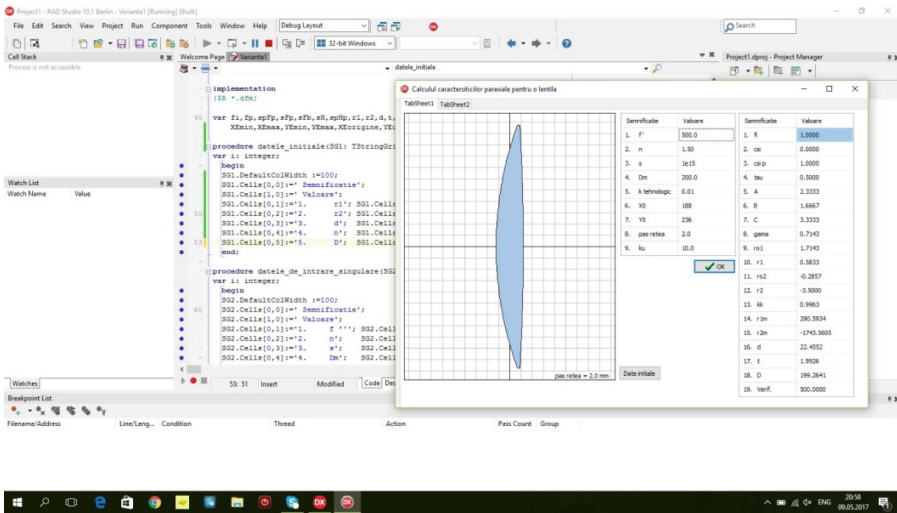 Project1 - RAD Studio 10.1 Berlin - Varianta1 [Running] [Built]
File Edit Search View Project Run Component Tools Window Help Debug Layout
Search
32-bit Windows
Call Stack
Process is not accessible.
Welcome Page Varianta1
datele_initiale
Project1.dproj - Project Manager
implementation
{$R *.dfm}
40 var fi,fp,spFp,sFp,sFb,sH,spHp,r1,r2,d,t,
XEmin,XEmax,YEmin,YEmax,XEorigine,YEo
procedure datele_initiale(SG1: TStringGri
var i: integer;
begin
SG1.DefaultColWidth :=100;
SG1.Cells[0,0]:=' Semnificatie';
SG1.Cells[1,0]:=' Valoare';
SG1.Cells[0,1]:='1. r1'; SG1.Cells
50 SG1.Cells[0,2]:='2. r2'; SG1.Cells
SG1.Cells[0,3]:='3. d'; SG1.Cells
SG1.Cells[0,4]:='4. n'; SG1.Cells
53 SG1.Cells[0,5]:='5. D'; SG1.Cells
end;
procedure datele_de_intrare_singulare(SG2
var i: integer;
begin
SG2.DefaultColWidth :=100;
60 SG2.Cells[0,0]:=' Semnificatie';
SG2.Cells[1,0]:=' Valoare';
SG2.Cells[0,1]:='1. f '''; SG2.Cell
SG2.Cells[0,2]:='2. n'; SG2.Cell
SG2.Cells[0,3]:='3. s'; SG2.Cell
SG2.Cells[0,4]:='4. Dm'; SG2.Cell
53: 51 Insert Modified Code Des
Watch List
Watch Name Value
Watches
Calculul caractersiticilor paraxiale pentru o lentila
TabSheet1 TabSheet2
pas retea = 2.0 mm
Semnificatie Valoare
1. f' 500.0
2. n 1.50
3. s 1e15
4. Dm 200.0
5. k tehnologic 0.01
6. X0 188
7. Y0 236
8. pas retea 2.0
9. ku 10.0
OK
Date initiale
Semnificatie Valoare
1. fi 1.0000
2. csi 0.0000
3. csi p 1.0000
4. tau 0.5000
5. A 2.3333
6. B 1.6667
7. C 3.3333
8. gama 0.7143
9. ro1 1.7143
10. r1 0.5833
11. ro2 -0.2857
12. r2 -3.5000
13. kk 0.9963
14. r1m 290.5934
15. r2m -1743.5605
16. d 22.4552
17. t 1.9926
18. D 199.2641
19. Verif. 500.0000
Breakpoint List
Filename/Address Line/Leng... Condition Thread Action Pass Count Group
ENG
20:58
09.05.2017